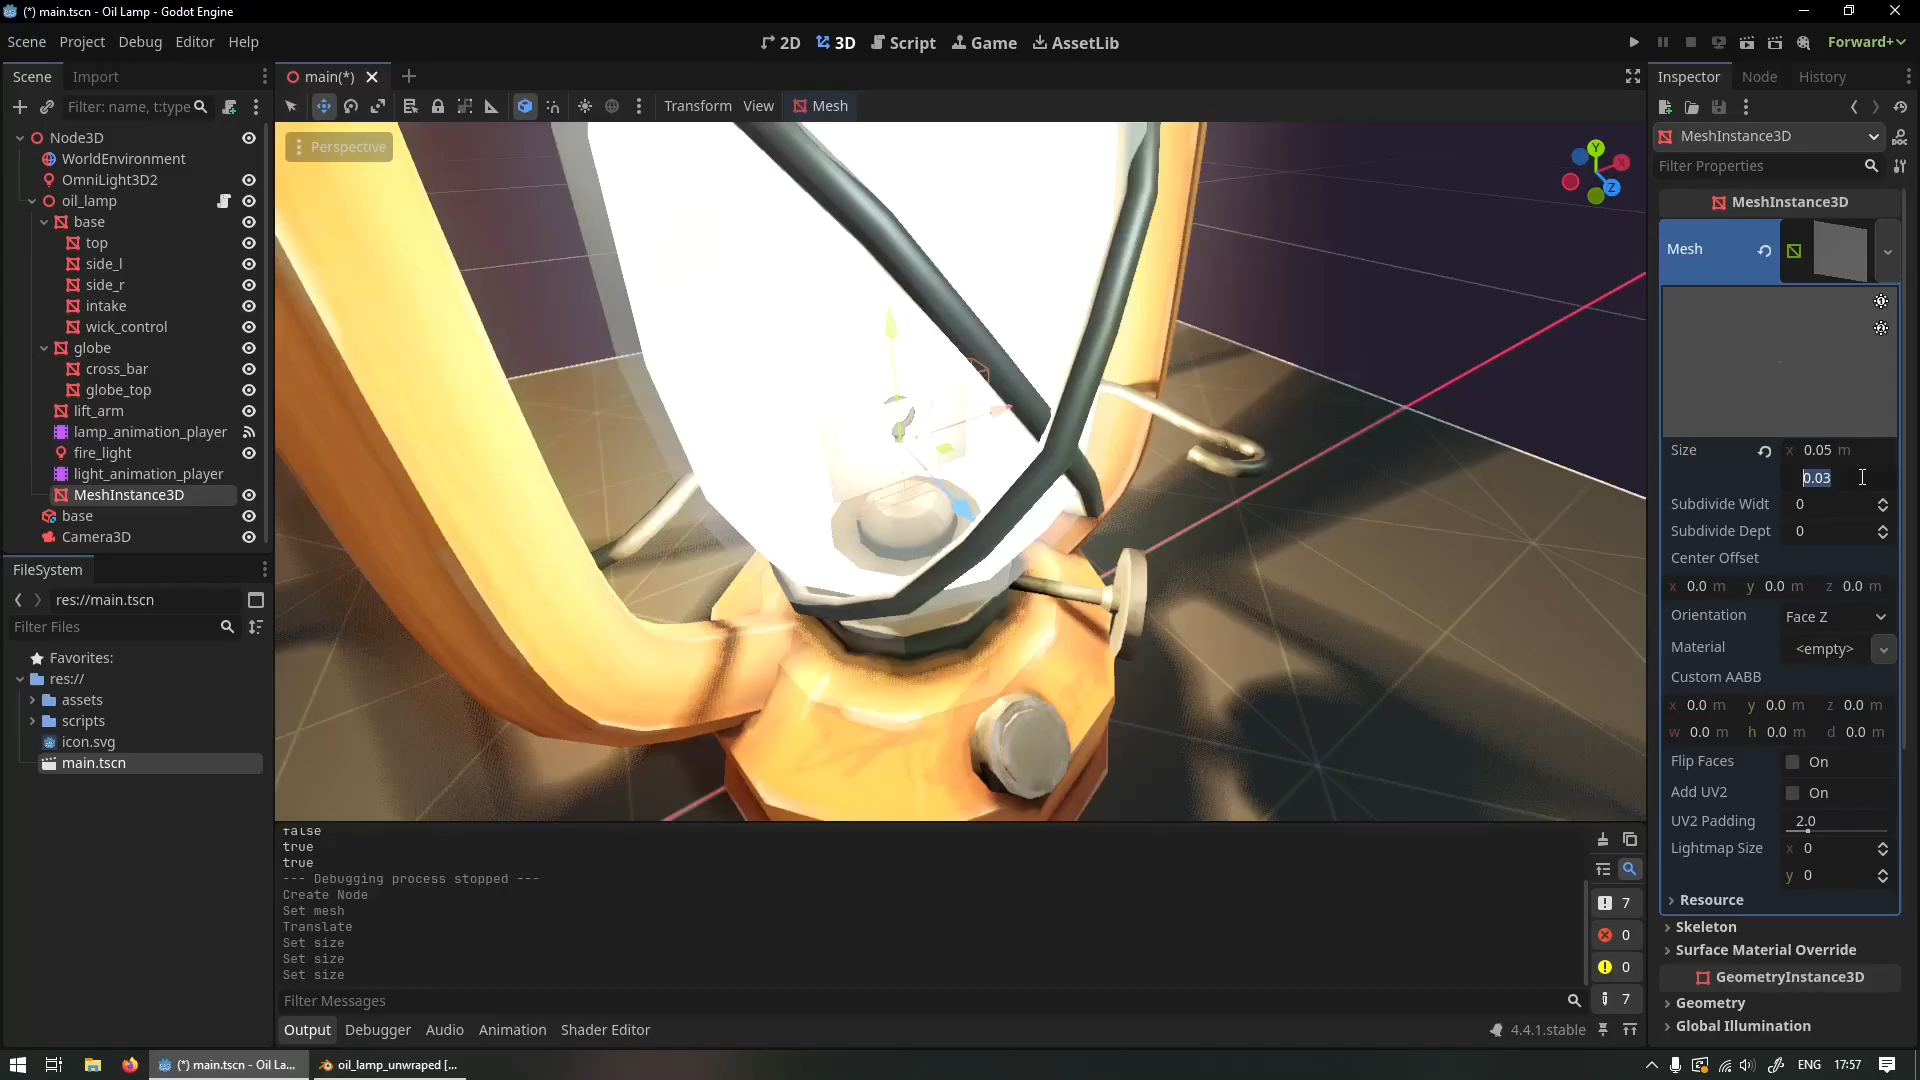 (*) main.tscn - Oil Lamp - Godot Engine
Scene Project Debug Editor Help
2D 3D Script Game AssetLib
Forward+
Scene Import
main(*)
Inspector Node History
Filter: name, t:type
Transform View Mesh
Perspective
Y
X
Z
Node3D
WorldEnvironment
OmniLight3D2
oil_lamp
base
top
side_l
side_r
intake
wick_control
globe
cross_bar
globe_top
lift_arm
lamp_animation_player
fire_light
light_animation_player
MeshInstance3D
base
Camera3D
FileSystem
res://main.tscn
Filter Files
Favorites:
res://
assets
scripts
icon.svg
main.tscn
false
true
true
--- Debugging process stopped ---
Create Node
Set mesh
Translate
Set size
Set size
Set size
Filter Messages
7
0
0
7
Output Debugger Audio Animation Shader Editor
4.4.1.stable
MeshInstance3D
Filter Properties
MeshInstance3D
Mesh
Size x 0.05 m
0.03
Subdivide Widt 0
Subdivide Dept 0
Center Offset
x 0.0 m y 0.0 m z 0.0 m
Orientation Face Z
Material <empty>
Custom AABB
x 0.0 m y 0.0 m z 0.0 m
w 0.0 m h 0.0 m d 0.0 m
Flip Faces On
Add UV2 On
UV2 Padding 2.0
Lightmap Size x 0
y 0
Resource
Skeleton
Surface Material Override
GeometryInstance3D
Geometry
Global Illumination
(*) main.tscn - Oil La...
oil_lamp_unwraped [...
ENG 17:57